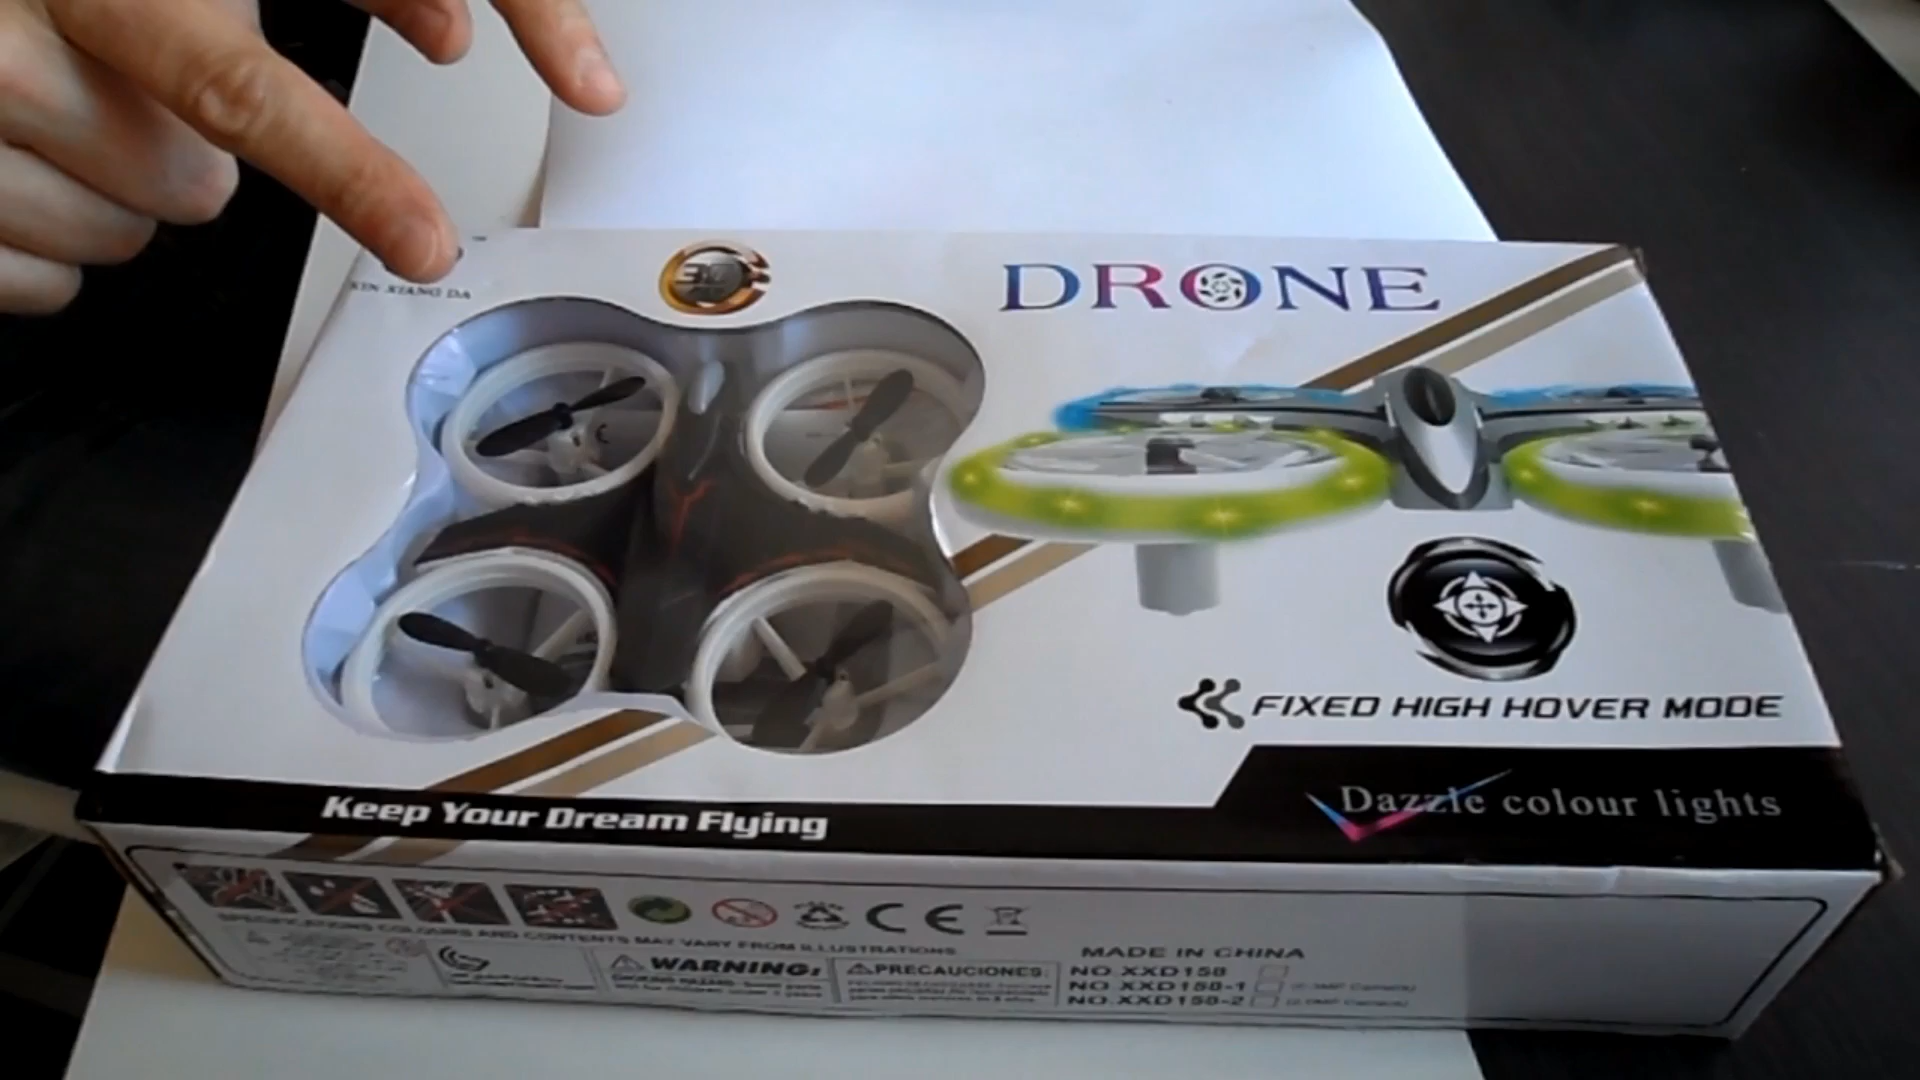 XIN XIANG DA
DRONE
FIXED HIGH HOVER MODE
Dazzle colour lights
Keep Your Dream Flying
SPECIFICATIONS COLOURS AND CONTENTS MAY VARY FROM ILLUSTRATIONS
CE
WARNING:
PRECAUCIONES:
MADE IN CHINA
NO.XXD158
NO.XXD158-1
NO.XXD158-2